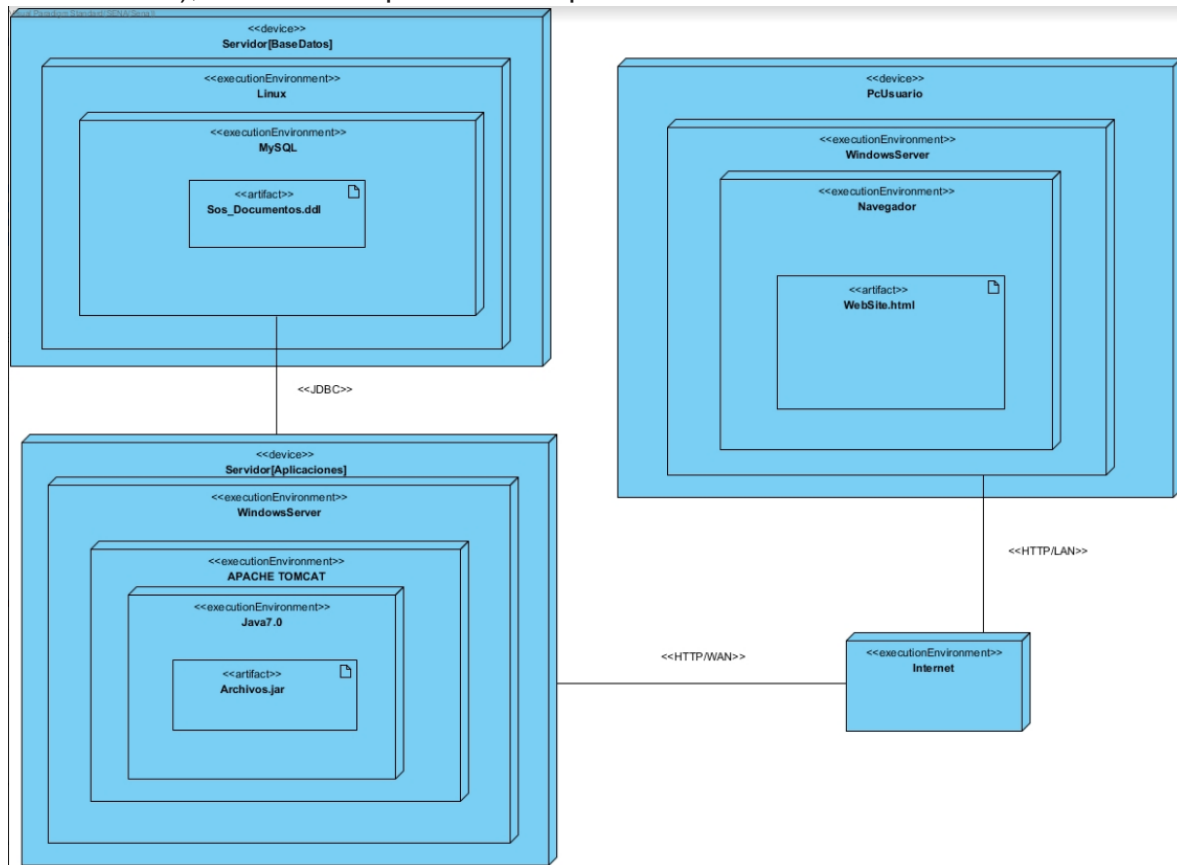 <<device>>
Servidor[BaseDatos]
<<executionEnvironment>>
Linux
<<executionEnvironment>>
MySQL
<<artifact>>
Sos_Documentos.ddl
<<JDBC>>
<<device>>
Servidor[Aplicaciones]
<<executionEnvironment>>
WindowsServer
<<executionEnvironment>>
APACHE TOMCAT
<<executionEnvironment>>
Java7.0
<<artifact>>
Archivos.jar
<<device>>
PcUsuario
<<executionEnvironment>>
WindowsServer
<<executionEnvironment>>
Navegador
<<artifact>>
WebSite.html
<<HTTP/LAN>>
<<HTTP/WAN>>
<<executionEnvironment>>
Internet